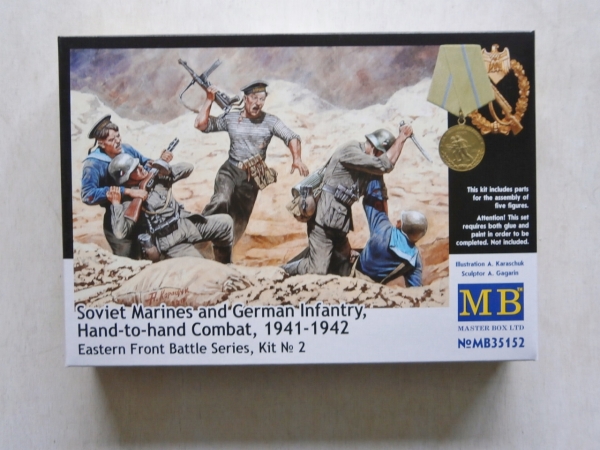 This kit includes parts
for the assembly of
five figures.
Attention! This set
requires both glue and
paint in order to be
completed. Not included.
Illustration A. Karaschuk
Sculptor A. Gagarin
MB™
MASTER BOX LTD
№MB35152
Soviet Marines and German Infantry,
Hand-to-hand Combat, 1941-1942
Eastern Front Battle Series, Kit № 2